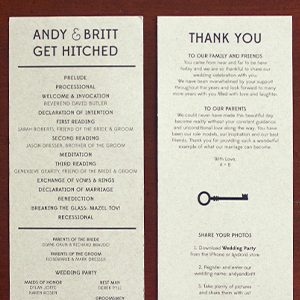 ANDY & BRITT
GET HITCHED
PRELUDE
PROCESSIONAL
WELCOME & INVOCATION
REVEREND DAVID BUTLER
DECLARATION OF INTENTION
FIRST READING
SARAH ROBERTS, FRIEND OF THE BRIDE & GROOM
SECOND READING
JASON DRESSER, BROTHER OF THE GROOM
MEDITATION
THIRD READING
GENEVIEVE GEARITY, FRIEND OF THE BRIDE & GROOM
EXCHANGE OF VOWS & RINGS
DECLARATION OF MARRIAGE
BENEDICTION
BREAKING THE GLASS: MAZEL TOV!
RECESSIONAL
PARENTS OF THE BRIDE
PARENTS OF THE GROOM
WEDDING PARTY
MAIDS OF HONOR
BEST MAN
GROOMSMEN
THANK YOU
TO OUR FAMILY AND FRIENDS
You came from near and far to be here
today and we are so thankful to share our
wedding celebration with you.
We have been overwhelmed by your support
throughout the years and look forward to many
more years with you filled with love and laughter.
TO OUR PARENTS
We could never have made this beautiful day
become reality without your constant guidance
and unconditional love along the way. You have
been our role models, our inspiration and our best
friends. Thank you for providing such a wonderful
example of what our marriage can become.
With Love,
A + B
SHARE YOUR PHOTOS
1. Download Wedding Party
from the iPhone or android store
2. Register and enter our
wedding name: andyandbritt
3. Take plenty of pictures
and share them with us!